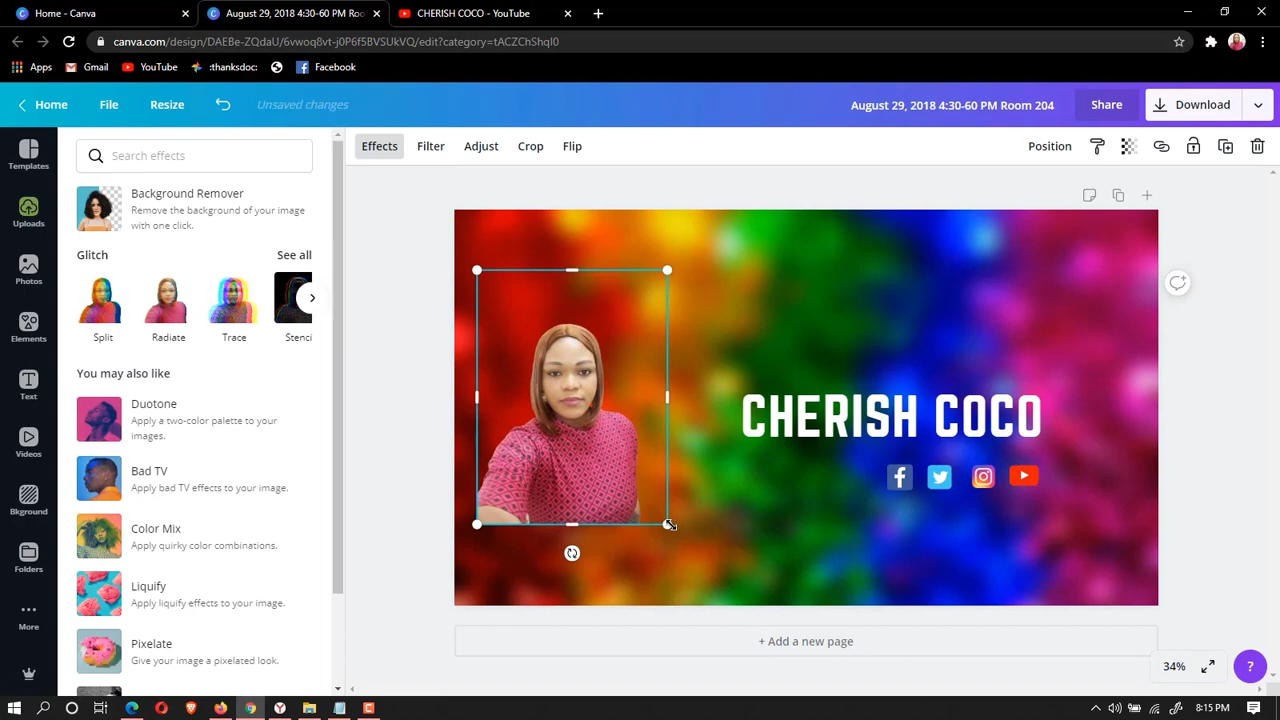 Home - Canva
August 29, 2018 4:30-60 PM Roo
CHERISH COCO - YouTube
canva.com/design/DAEBe-ZQdaU/6vwoq8vt-j0P6f5BVSUkVQ/edit?category=tACZChShqI0
Apps
Gmail
YouTube
:thanksdoc:
Facebook
Home
File
Resize
Unsaved changes
August 29, 2018 4:30-60 PM Room 204
Share
Download
Effects
Filter
Adjust
Crop
Flip
Position
Templates
Uploads
Photos
Elements
Text
Videos
Bkground
Folders
More
Search effects
Background Remover
Remove the background of your image
with one click.
Glitch
See all
Split
Radiate
Trace
Stenci
You may also like
Duotone
Apply a two-color palette to your
images.
Bad TV
Apply bad TV effects to your image.
Color Mix
Apply quirky color combinations.
Liquify
Apply liquify effects to your image.
Pixelate
Give your image a pixelated look.
CHERISH COCO
+ Add a new page
34%
?
8:15 PM